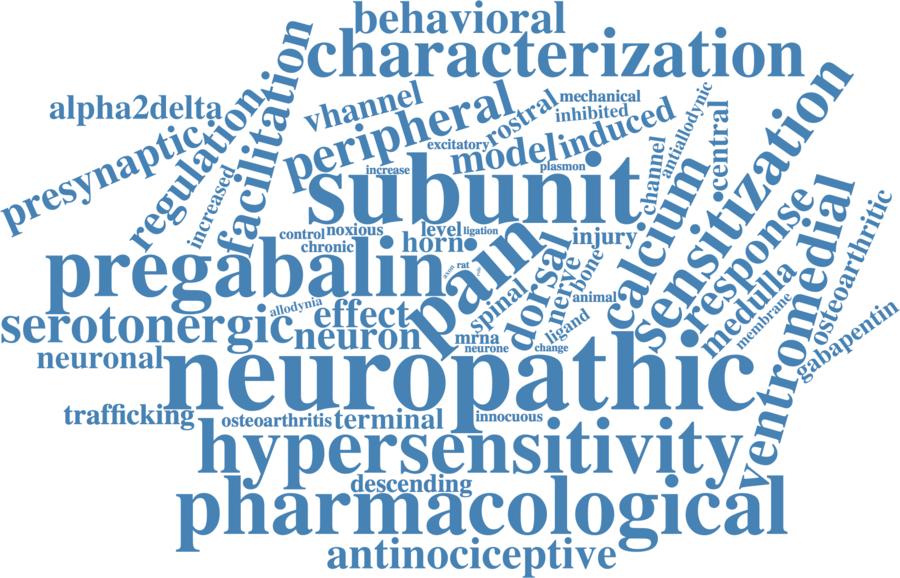 behavioral
characterization
alpha2delta
vhannel
peripheral
rostral
mechanical
inhibited
antiallodynic
presynaptic
regulation
facilitation
excitatory
model
induced
channel
central
increased
increase
plasmon
subunit
calcium
sensitization
control
noxious
level
ligation
chronic
horn
injury
response
ventromedial
osteoarthritic
pregabalin
axon
rat
pain
dorsal
nerve
bone
medulla
allodynia
effect
spinal
animal
membrane
serotonergic
neuron
mrna
neurone
ligand
change
gabapentin
neuronal
neuropathic
trafficking
osteoarthritis
terminal
innocuous
hypersensitivity
descending
pharmacological
antinociceptive